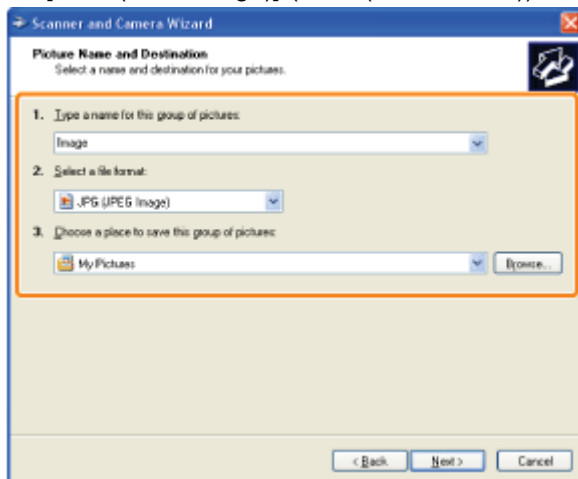 Scanner and Camera Wizard
Picture Name and Destination
Select a name and destination for your pictures.
1. Type a name for this group of pictures:
Image
2. Select a file format:
JPG (JPEG Image)
3. Choose a place to save this group of pictures:
My Pictures
Browse...
< Back
Next >
Cancel